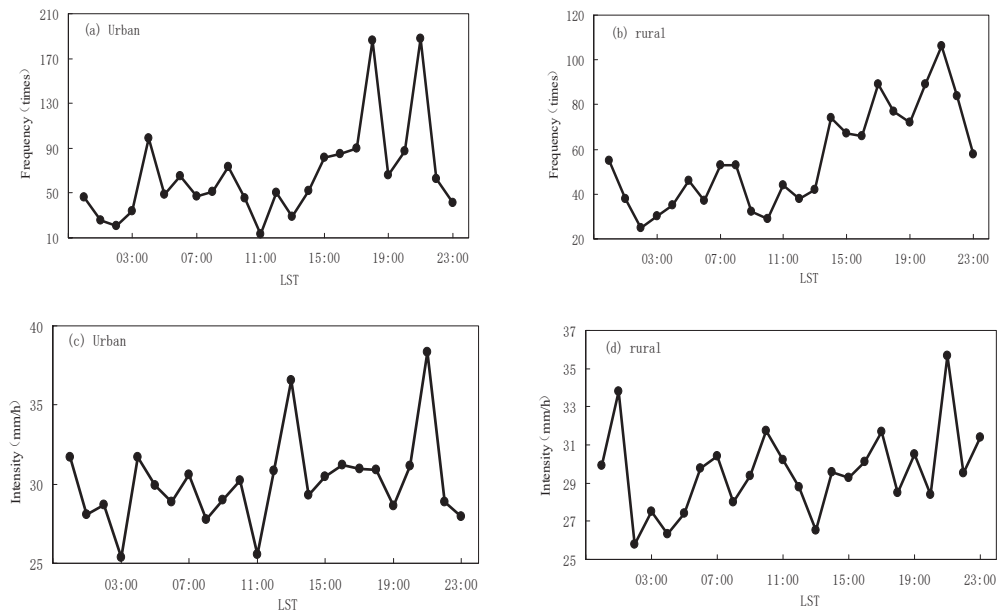 210
170
130
90
50
10
Frequency（times）
(a) Urban
03:00 07:00 11:00 15:00 19:00 23:00
LST
120
100
80
60
40
20
Frequency（times）
(b) rural
03:00 07:00 11:00 15:00 19:00 23:00
LST
40
35
30
25
Intensity（mm/h）
(c) Urban
03:00 07:00 11:00 15:00 19:00 23:00
LST
37
35
33
31
29
27
25
Intensity（mm/h）
(d) rural
03:00 07:00 11:00 15:00 19:00 23:00
LST